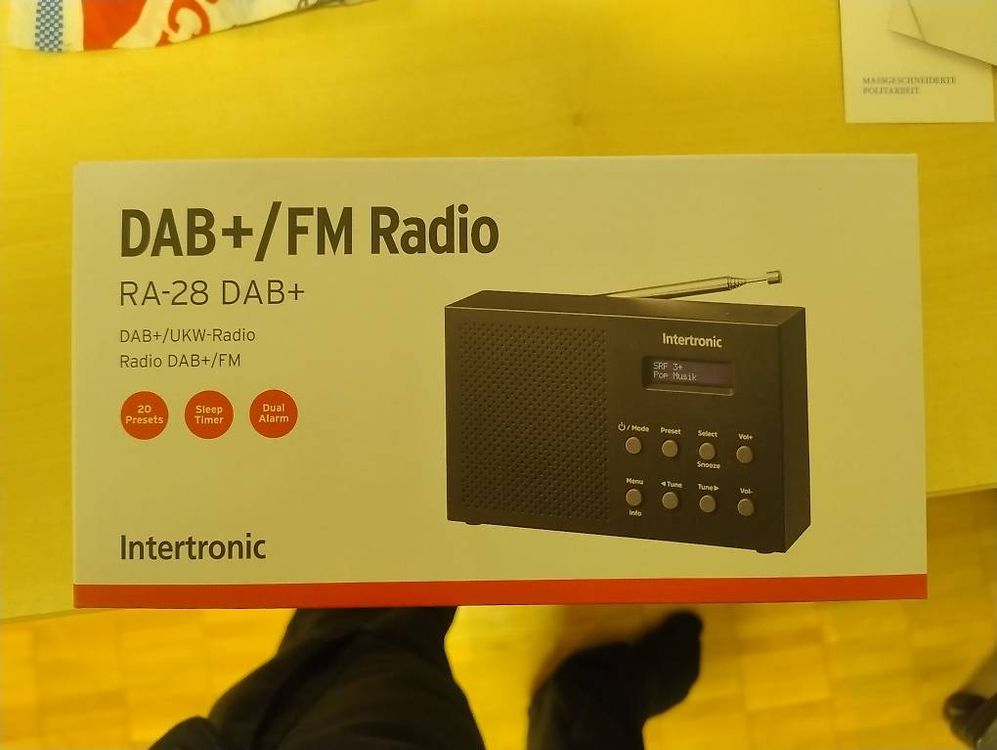 MASSGESCHNEIDERTE
POLITARBEIT.
DAB+/FM Radio
RA-28 DAB+
DAB+/UKW-Radio
Radio DAB+/FM
20
Presets
Sleep
Timer
Dual
Alarm
Intertronic
Intertronic
SRF 3+
Pop Musik
/ Mode
Preset
Select
Vol+
Snooze
Menu
◀ Tune
Tune ▶
Vol-
Info